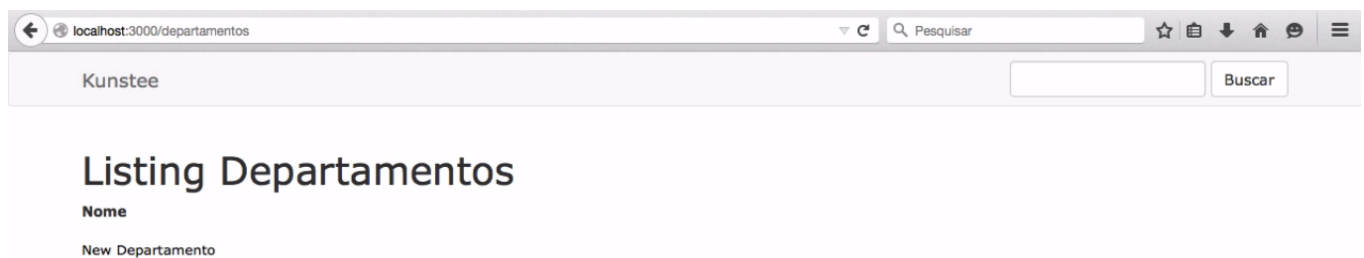 localhost:3000/departamentos
Pesquisar
Kunstee
Buscar
Listing Departamentos
Nome
New Departamento